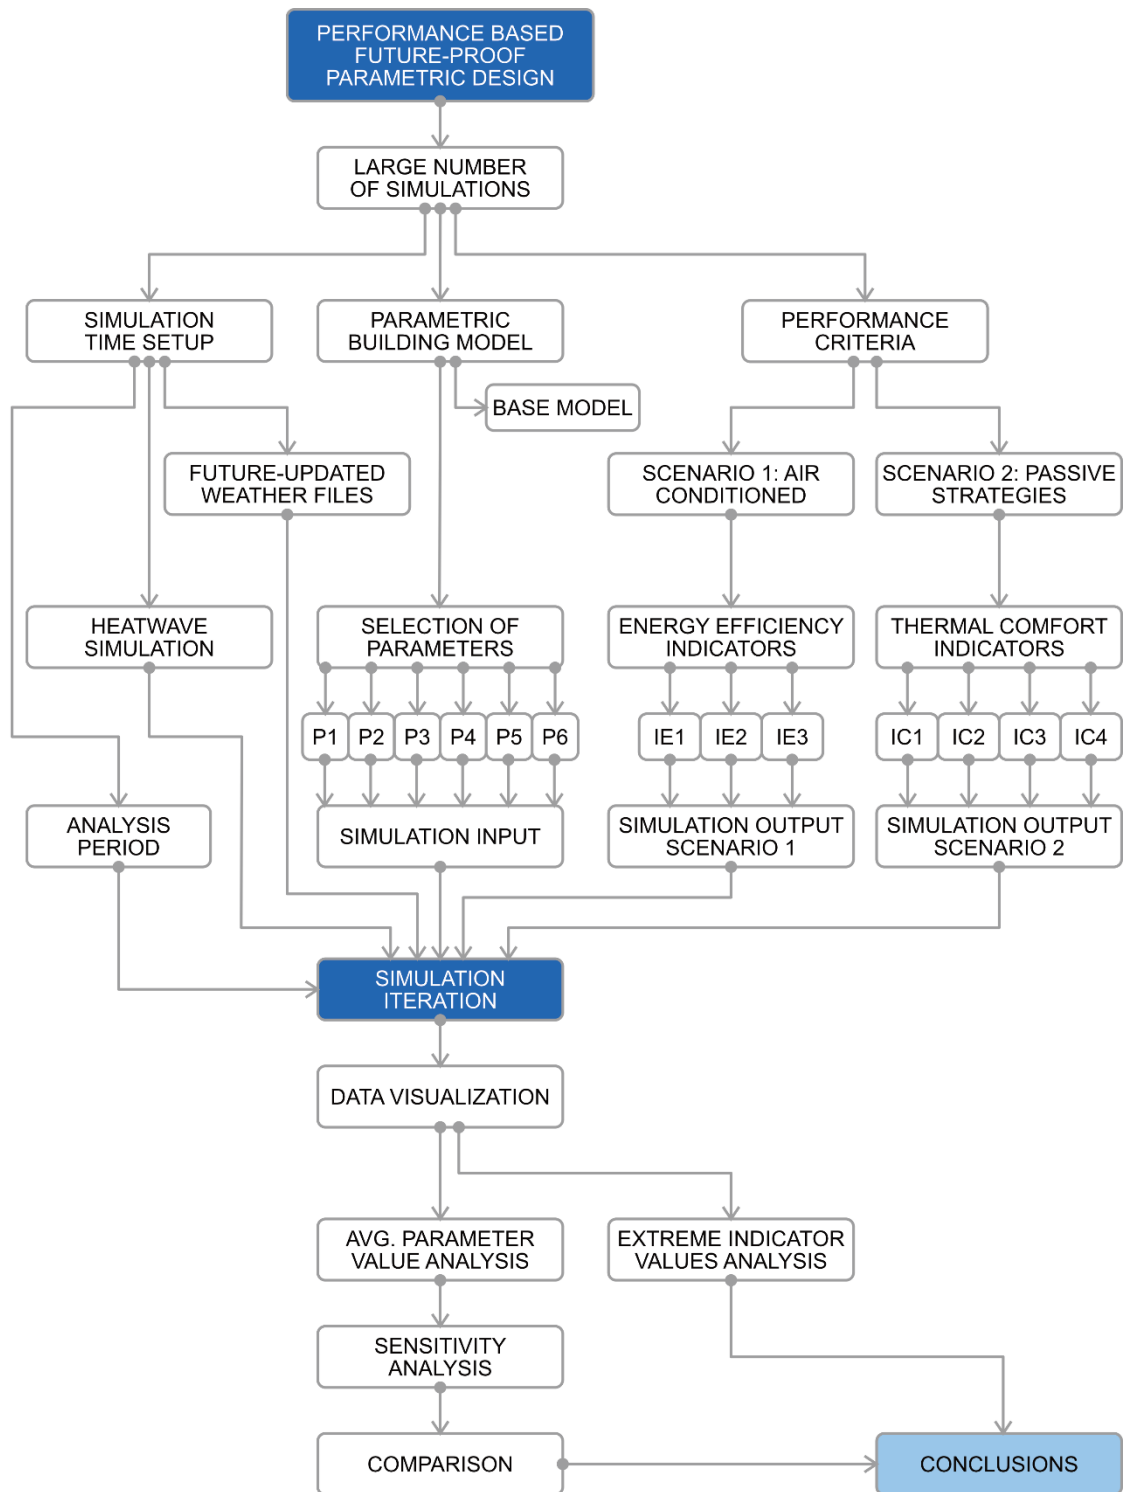 PERFORMANCE BASED
FUTURE-PROOF
PARAMETRIC DESIGN
LARGE NUMBER
OF SIMULATIONS
SIMULATION
TIME SETUP
PARAMETRIC
BUILDING MODEL
PERFORMANCE
CRITERIA
BASE MODEL
FUTURE-UPDATED
WEATHER FILES
SCENARIO 1: AIR
CONDITIONED
SCENARIO 2: PASSIVE
STRATEGIES
HEATWAVE
SIMULATION
SELECTION OF
PARAMETERS
ENERGY EFFICIENCY
INDICATORS
THERMAL COMFORT
INDICATORS
P1
P2
P3
P4
P5
P6
IE1
IE2
IE3
IC1
IC2
IC3
IC4
ANALYSIS
PERIOD
SIMULATION INPUT
SIMULATION OUTPUT
SCENARIO 1
SIMULATION OUTPUT
SCENARIO 2
SIMULATION
ITERATION
DATA VISUALIZATION
AVG. PARAMETER
VALUE ANALYSIS
EXTREME INDICATOR
VALUES ANALYSIS
SENSITIVITY
ANALYSIS
COMPARISON
CONCLUSIONS